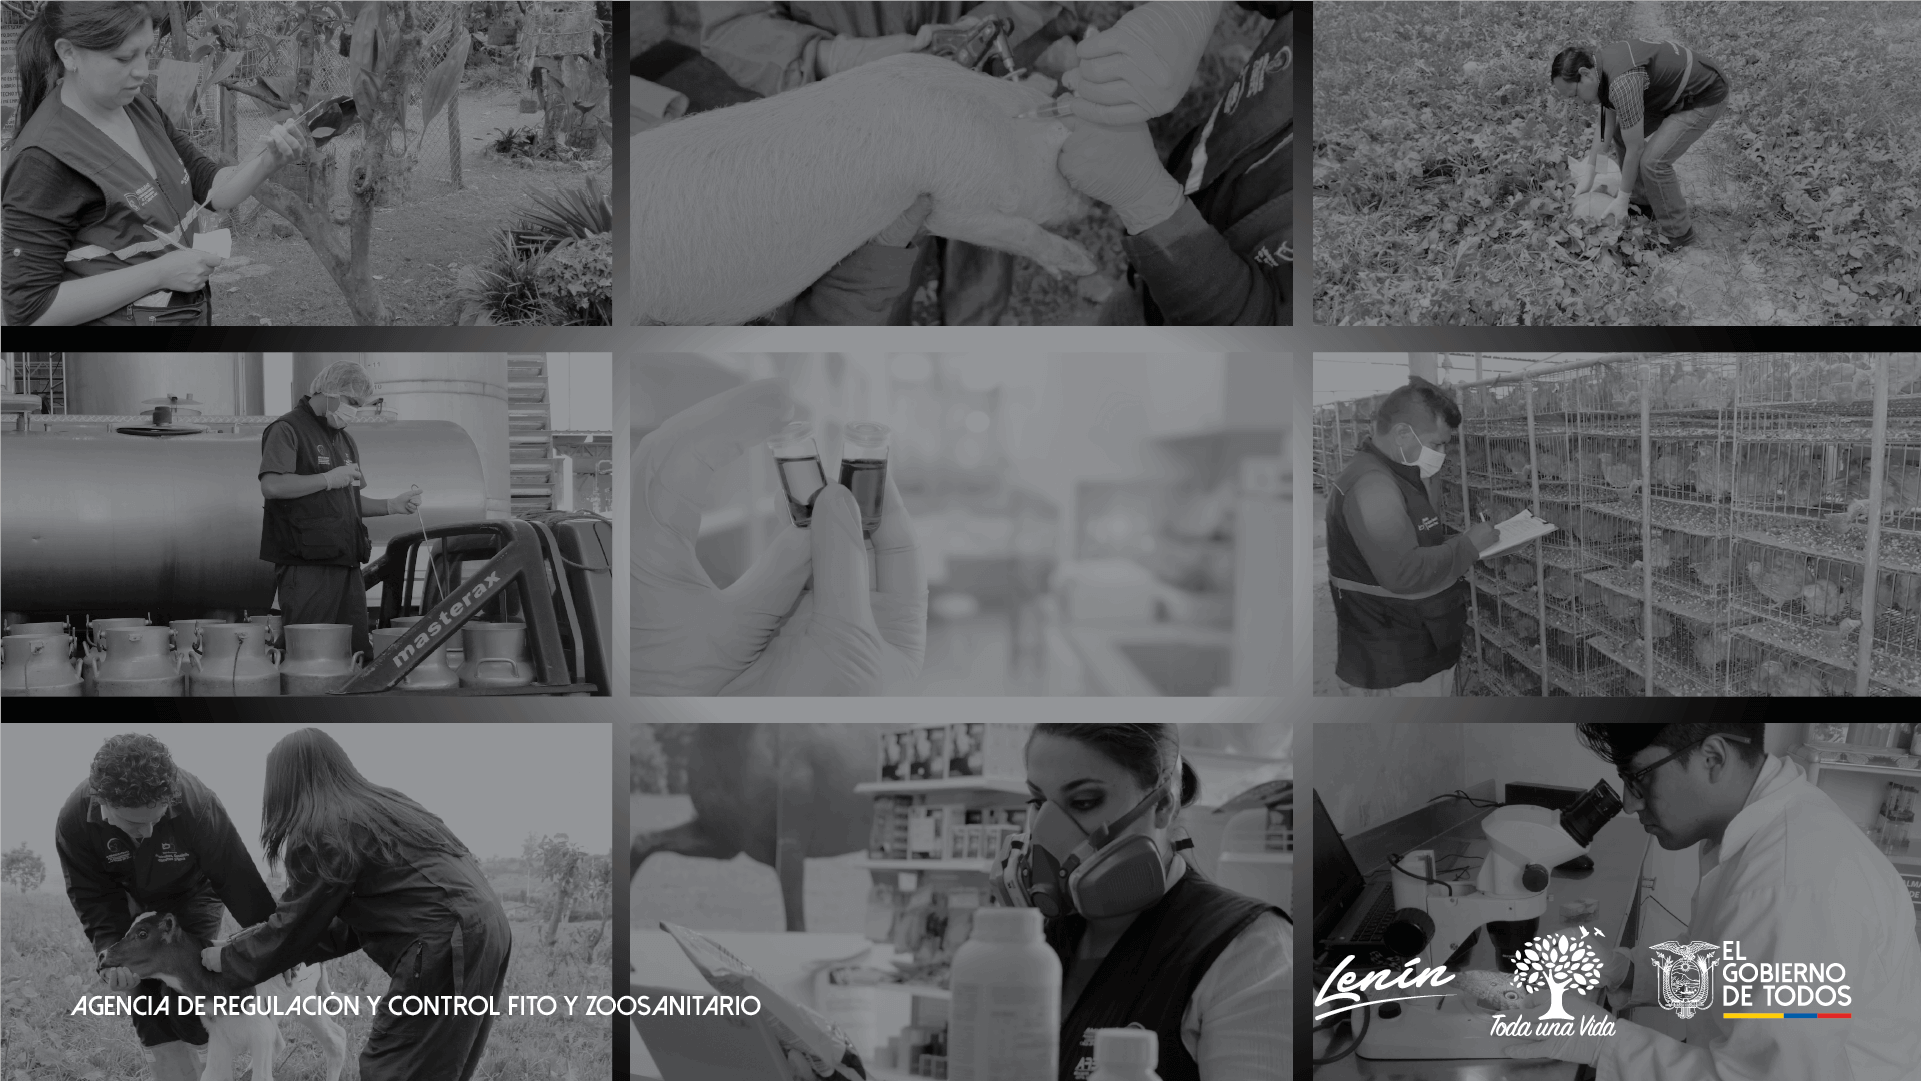 masterax
AGENCIA DE REGULACIÓN Y CONTROL FITO Y ZOOSANITARIO
Lenín
Toda una Vida
EL
GOBIERNO
DE TODOS